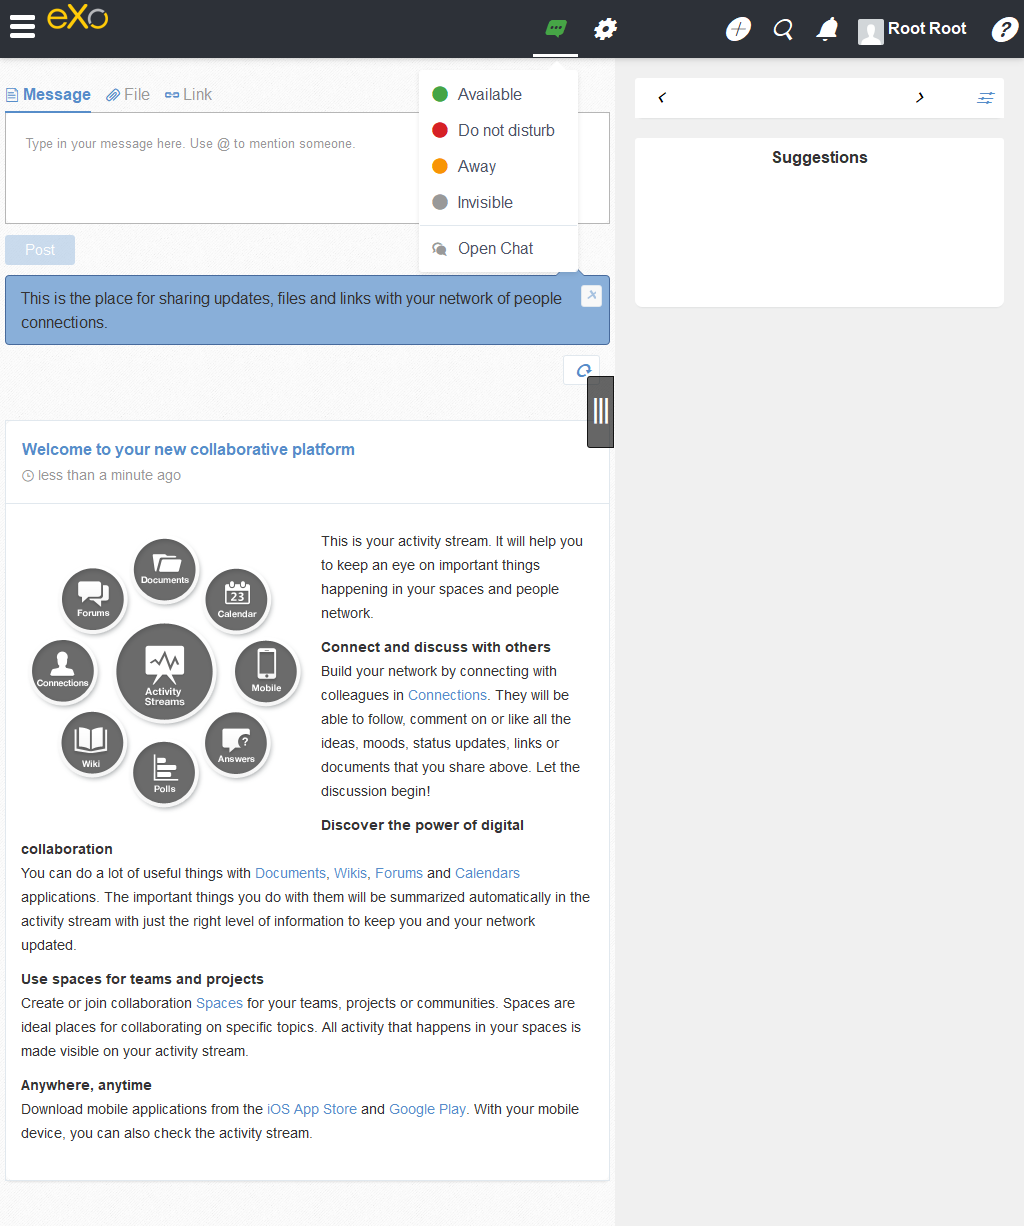 eXo
Root Root
?
Message File Link
Type in your message here. Use @ to mention someone.
Post
Available
Do not disturb
Away
Invisible
Open Chat
This is the place for sharing updates, files and links with your network of people
connections.
Suggestions
Welcome to your new collaborative platform
less than a minute ago
Documents
Forums
23
Calendar
Connections
Activity
Streams
Mobile
Wiki
?
Answers
Polls
This is your activity stream. It will help you
to keep an eye on important things
happening in your spaces and people
network.
Connect and discuss with others
Build your network by connecting with
colleagues in Connections. They will be
able to follow, comment on or like all the
ideas, moods, status updates, links or
documents that you share above. Let the
discussion begin!
Discover the power of digital
collaboration
You can do a lot of useful things with Documents, Wikis, Forums and Calendars
applications. The important things you do with them will be summarized automatically in the
activity stream with just the right level of information to keep you and your network
updated.
Use spaces for teams and projects
Create or join collaboration Spaces for your teams, projects or communities. Spaces are
ideal places for collaborating on specific topics. All activity that happens in your spaces is
made visible on your activity stream.
Anywhere, anytime
Download mobile applications from the iOS App Store and Google Play. With your mobile
device, you can also check the activity stream.